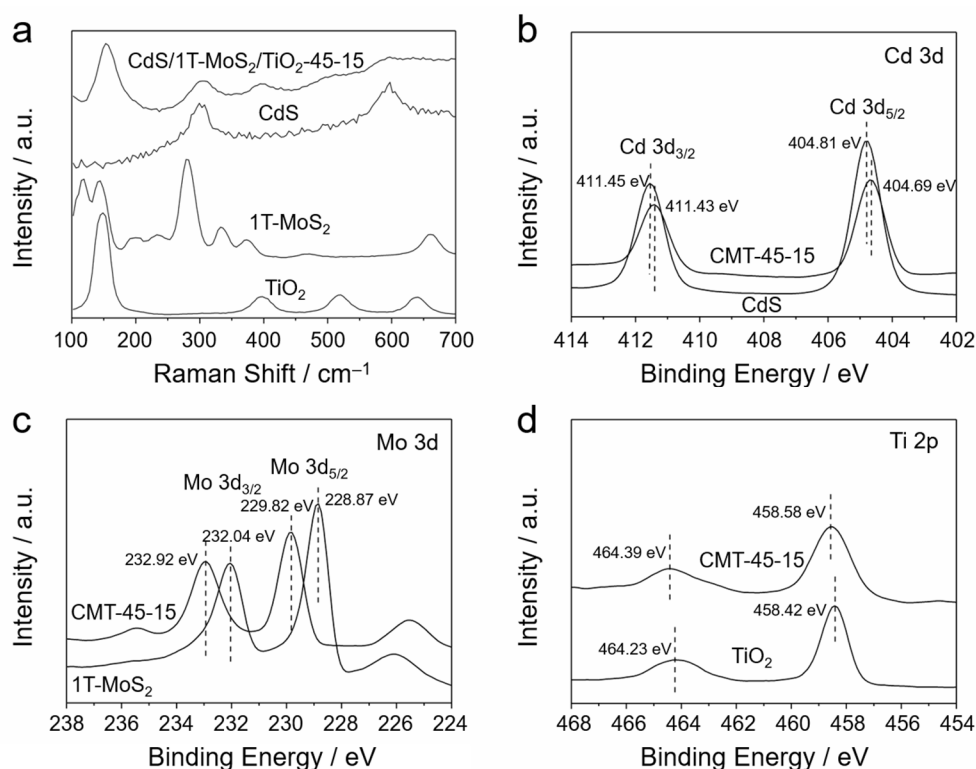 a
Intensity / a.u.
CdS/1T-MoS₂/TiO₂-45-15
CdS
1T-MoS₂
TiO₂
100 200 300 400 500 600 700
Raman Shift / cm⁻¹
b
Intensity / a.u.
Cd 3d
Cd 3d₅/₂
Cd 3d₃/₂
404.81 eV
411.45 eV
404.69 eV
411.43 eV
CMT-45-15
CdS
414 412 410 408 406 404 402
Binding Energy / eV
c
Intensity / a.u.
Mo 3d
Mo 3d₅/₂
Mo 3d₃/₂
229.82 eV
228.87 eV
232.04 eV
232.92 eV
CMT-45-15
1T-MoS₂
238 236 234 232 230 228 226 224
Binding Energy / eV
d
Intensity / a.u.
Ti 2p
458.58 eV
464.39 eV
CMT-45-15
458.42 eV
464.23 eV
TiO₂
468 466 464 462 460 458 456 454
Binding Energy / eV